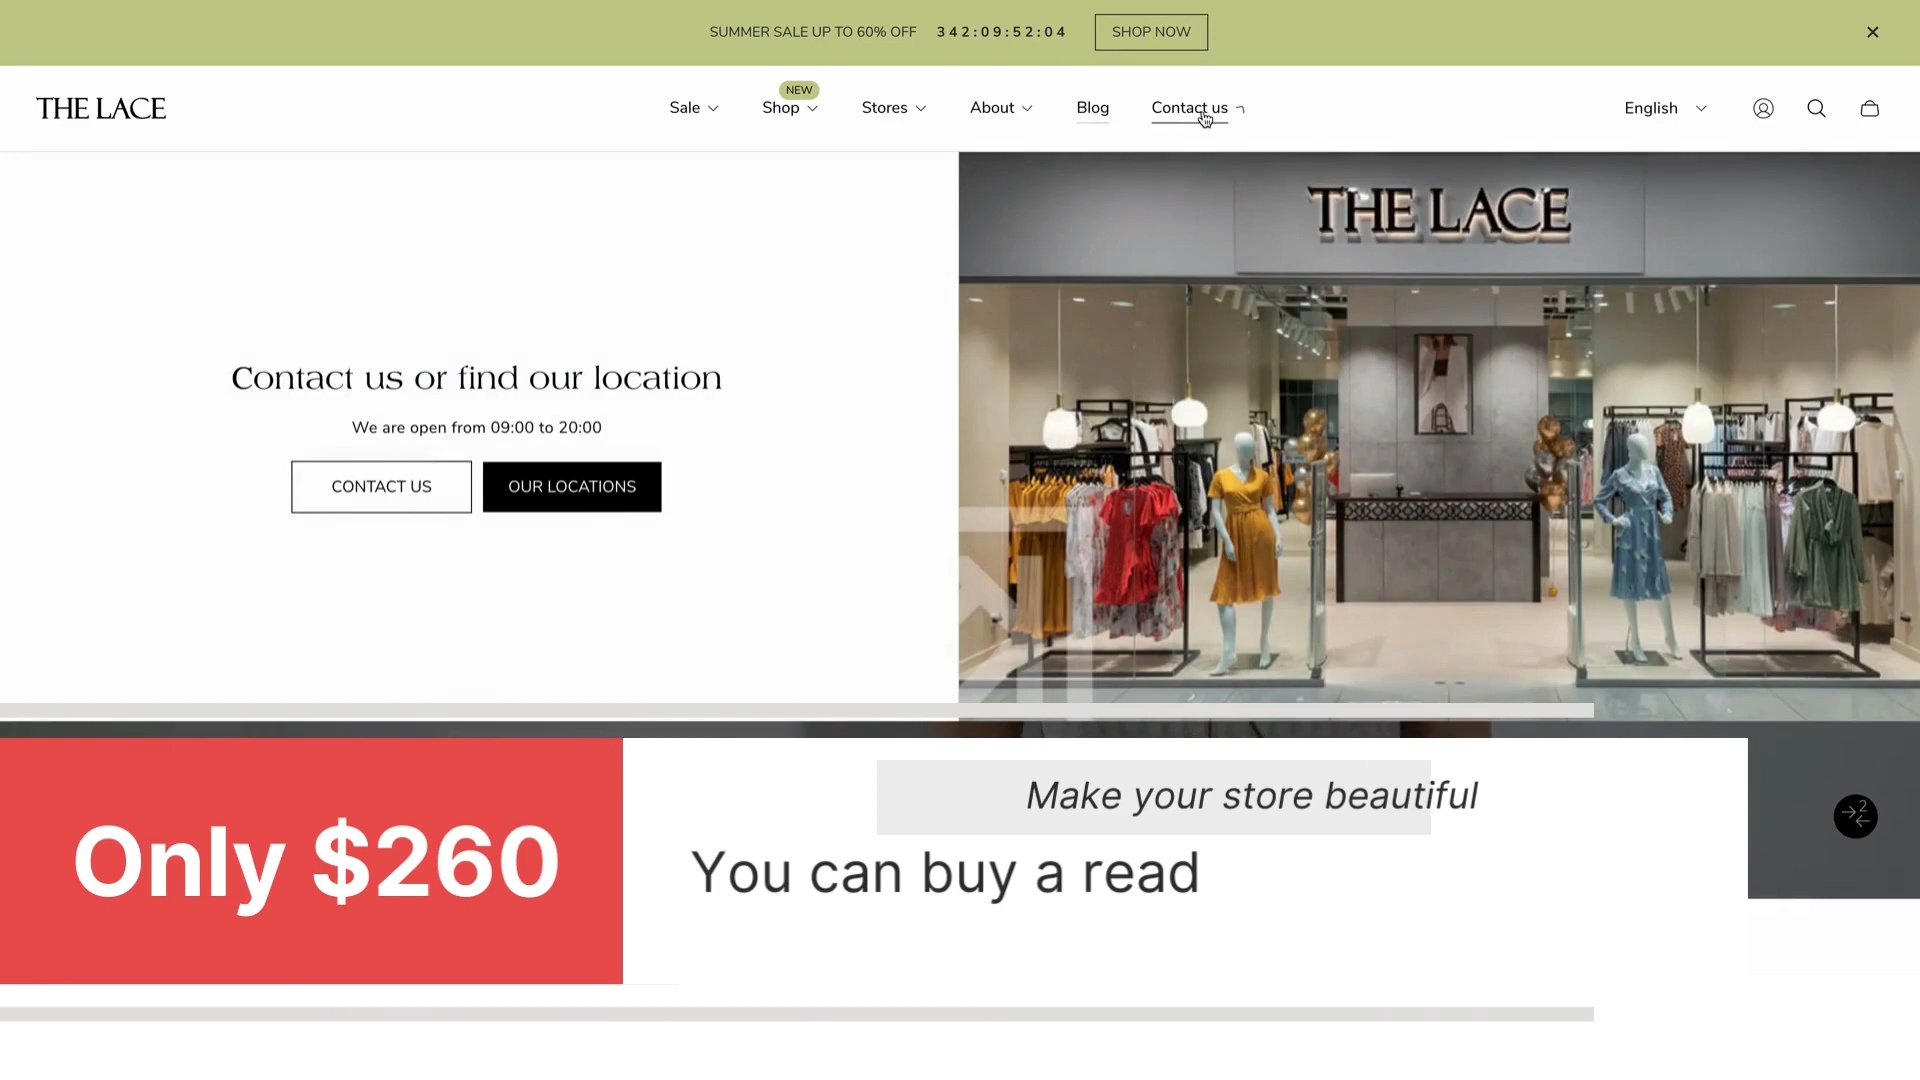 SUMMER SALE UP TO 60% OFF 342:09:52:04 SHOP NOW
THE LACE
Sale
NEW
Shop
Stores
About
Blog
Contact us
English
THE LACE
Contact us or find our location
We are open from 09:00 to 20:00
CONTACT US
OUR LOCATIONS
Only $260
Make your store beautiful
You can buy a read
2